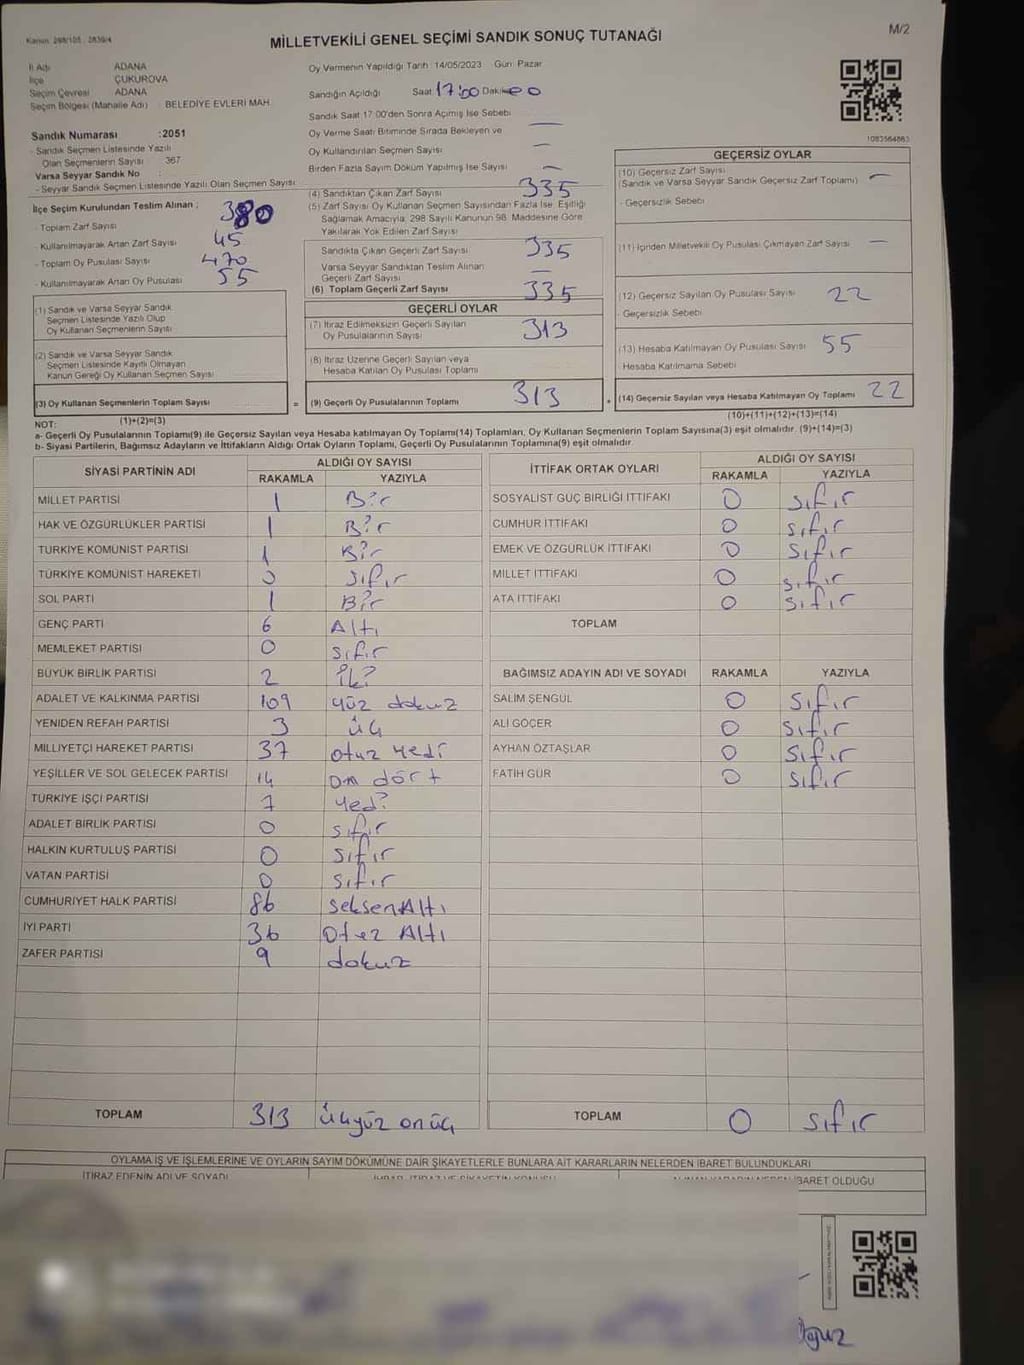 Kanun: 298/105 , 2839/4
M/2
MİLLETVEKİLİ GENEL SEÇİMİ SANDIK SONUÇ TUTANAĞI
İl Adı ADANA
İlçe ÇUKUROVA
Seçim Çevresi ADANA
Seçim Bölgesi (Mahalle Adı) : BELEDİYE EVLERİ MAH.
Sandık Numarası :2051
- Sandık Seçmen Listesinde Yazılı
Olan Seçmenlerin Sayısı 367
Varsa Seyyar Sandık No :
- Seyyar Sandık Seçmen Listesinde Yazılı Olan Seçmen Sayısı
İlçe Seçim Kurulundan Teslim Alınan ; 380
- Toplam Zarf Sayısı
- Kullanılmayarak Artan Zarf Sayısı 45
- Toplam Oy Pusulası Sayısı 470
- Kullanılmayarak Artan Oy Pusulası 55
(1) Sandık ve Varsa Seyyar Sandık
Seçmen Listesinde Yazılı Olup
Oy Kullanan Seçmenlerin Sayısı
(2) Sandık ve Varsa Seyyar Sandık
Seçmen Listesinde Kayıtlı Olmayan
Kanun Gereği Oy Kullanan Seçmen Sayısı
(3) Oy Kullanan Seçmenlerin Toplam Sayısı
(1)+(2)=(3)
Oy Vermenin Yapıldığı Tarih :14/05/2023 Gün: Pazar
Sandığın Açıldığı Saat: 17:00 Dakika 00
Sandık Saat 17:00'den Sonra Açılmış İse Sebebi
Oy Verme Saati Bitiminde Sırada Bekleyen ve
Oy Kullandırılan Seçmen Sayısı —
Birden Fazla Sayım Döküm Yapılmış İse Sayısı —
(4) Sandıktan Çıkan Zarf Sayısı 335
(5) Zarf Sayısı Oy Kullanan Seçmen Sayısından Fazla İse, Eşitliği
Sağlamak Amacıyla; 298 Sayılı Kanunun 98. Maddesine Göre
Yakılarak Yok Edilen Zarf Sayısı
Sandıkta Çıkan Geçerli Zarf Sayısı 335
Varsa Seyyar Sandıktan Teslim Alınan
Geçerli Zarf Sayısı —
(6) Toplam Geçerli Zarf Sayısı 335
GEÇERLİ OYLAR
(7) İtiraz Edilmeksizin Geçerli Sayılan
Oy Pusulalarının Sayısı 313
(8) İtiraz Üzerine Geçerli Sayılan veya
Hesaba Katılan Oy Pusulası Toplamı
= (9) Geçerli Oy Pusulalarının Toplamı 313
1083564863
GEÇERSİZ OYLAR
(10) Geçersiz Zarf Sayısı —
(Sandık ve Varsa Seyyar Sandık Geçersiz Zarf Toplamı)
- Geçersizlik Sebebi
(11) İçinden Milletvekili Oy Pusulası Çıkmayan Zarf Sayısı —
(12) Geçersiz Sayılan Oy Pusulası Sayısı 22
- Geçersizlik Sebebi
(13) Hesaba Katılmayan Oy Pusulası Sayısı 55
Hesaba Katılmama Sebebi
+ (14) Geçersiz Sayılan veya Hesaba Katılmayan Oy Toplamı 22
(10)+(11)+(12)+(13)=(14)
NOT:
a- Geçerli Oy Pusulalarının Toplamı(9) ile Geçersiz Sayılan veya Hesaba katılmayan Oy Toplamı(14) Toplamları, Oy Kullanan Seçmenlerin Toplam Sayısına(3) eşit olmalıdır. (9)+(14)=(3)
b- Siyasi Partilerin, Bağımsız Adayların ve İttifakların Aldığı Ortak Oyların Toplamı, Geçerli Oy Pusulalarının Toplamına(9) eşit olmalıdır.
SİYASİ PARTİNİN ADI ALDIĞI OY SAYISI
RAKAMLA YAZIYLA
MİLLET PARTİSİ 1 Bir
HAK VE ÖZGÜRLÜKLER PARTİSİ 1 Bir
TÜRKİYE KOMÜNİST PARTİSİ 1 Bir
TÜRKİYE KOMÜNİST HAREKETİ 0 sıfır
SOL PARTİ 1 Bir
GENÇ PARTİ 6 Altı
MEMLEKET PARTİSİ 0 sıfır
BÜYÜK BİRLİK PARTİSİ 2 İki
ADALET VE KALKINMA PARTİSİ 109 yüz dokuz
YENİDEN REFAH PARTİSİ 3 üç
MİLLİYETÇİ HAREKET PARTİSİ 37 otuz yedi
YEŞİLLER VE SOL GELECEK PARTİSİ 14 on dört
TÜRKİYE İŞÇİ PARTİSİ 7 yedi
ADALET BİRLİK PARTİSİ 0 sıfır
HALKIN KURTULUŞ PARTİSİ 0 sıfır
VATAN PARTİSİ 0 sıfır
CUMHURİYET HALK PARTİSİ 86 seksen Altı
İYİ PARTİ 36 Otuz Altı
ZAFER PARTİSİ 9 dokuz
TOPLAM 313 üçyüz onüç
İTTİFAK ORTAK OYLARI ALDIĞI OY SAYISI
RAKAMLA YAZIYLA
SOSYALİST GÜÇ BİRLİĞİ İTTİFAKI 0 sıfır
CUMHUR İTTİFAKI 0 sıfır
EMEK VE ÖZGÜRLÜK İTTİFAKI 0 sıfır
MİLLET İTTİFAKI 0 sıfır
ATA İTTİFAKI 0 sıfır
TOPLAM
BAĞIMSIZ ADAYIN ADI VE SOYADI RAKAMLA YAZIYLA
SALİM ŞENGÜL 0 sıfır
ALİ GÖÇER 0 sıfır
AYHAN ÖZTAŞLAR 0 sıfır
FATİH GÜR 0 sıfır
TOPLAM 0 sıfır
OYLAMA İŞ VE İŞLEMLERİNE VE OYLARIN SAYIM DÖKÜMÜNE DAİR ŞİKAYETLERLE BUNLARA AİT KARARLARIN NELERDEN İBARET BULUNDUKLARI
İTİRAZ EDENİN ADI VE SOYADI
İBARET OLDUĞU